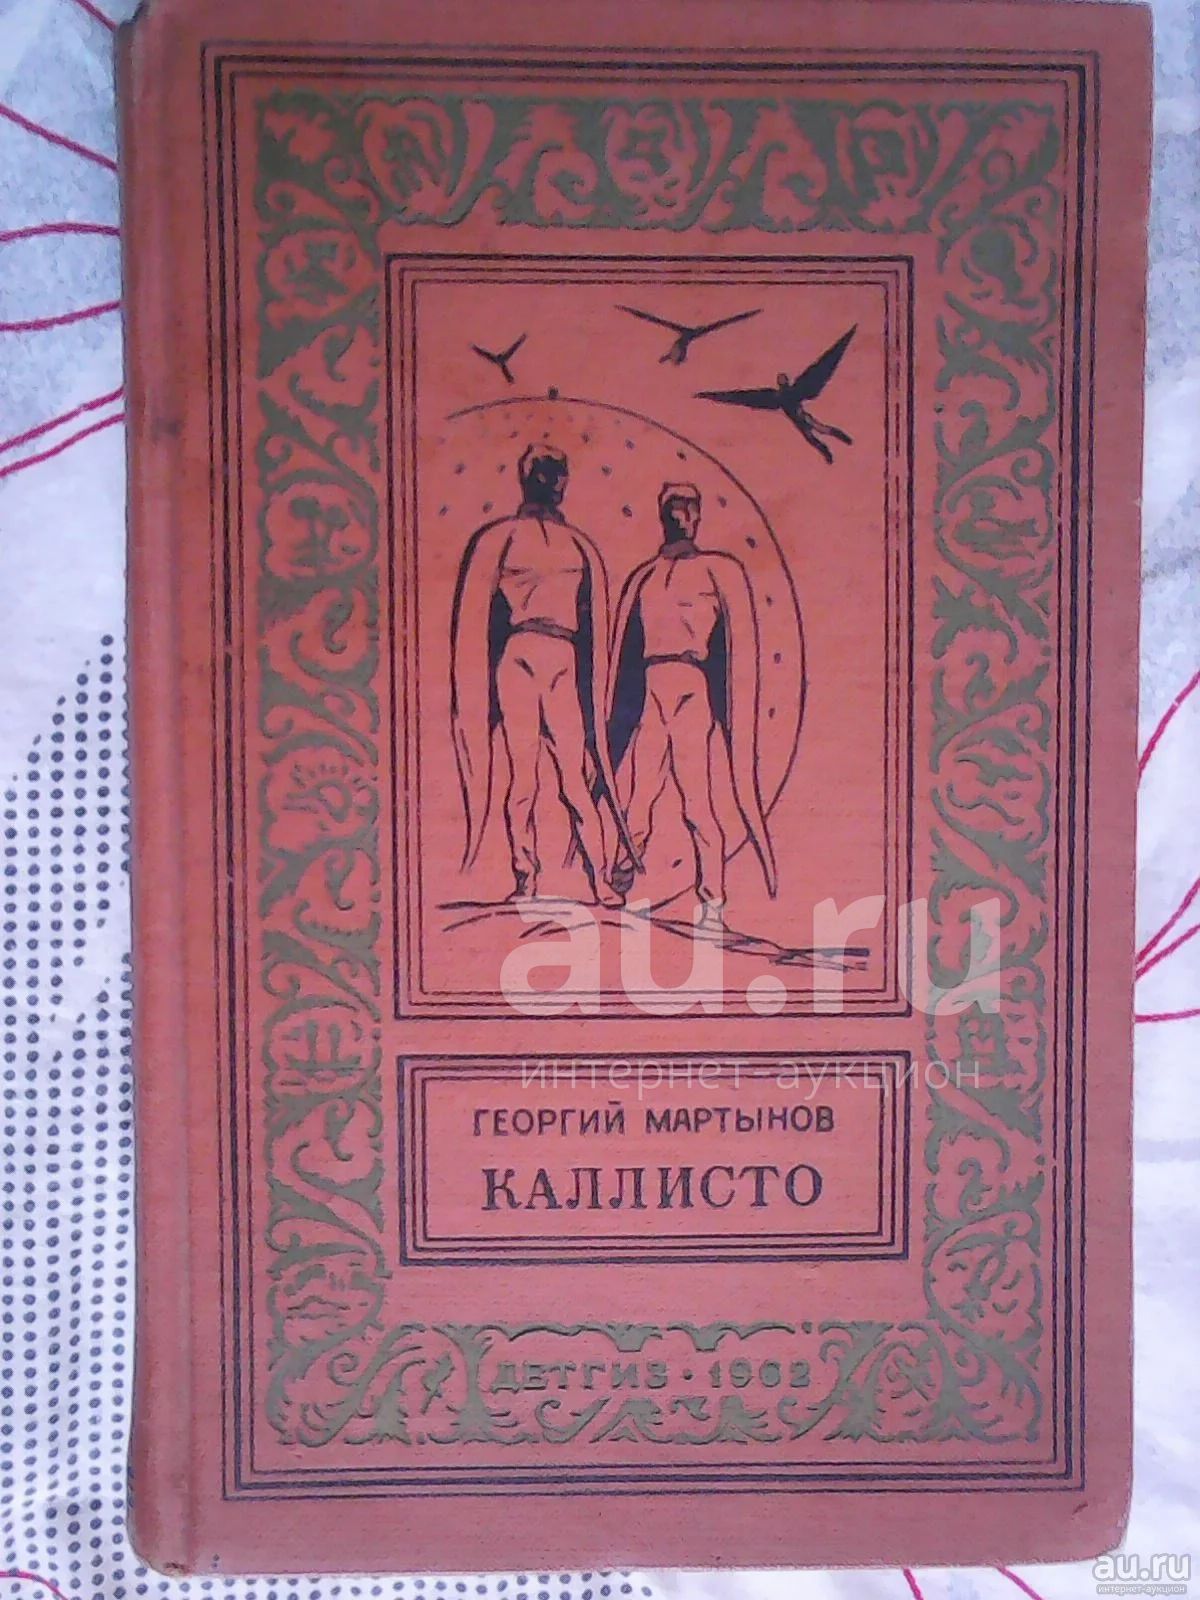 au.ru
интернет-аукцион
ГЕОРГИЙ МАРТЫНОВ
КАЛЛИСТО
ДЕТГИЗ · 1962
au.ru
интернет-аукцион